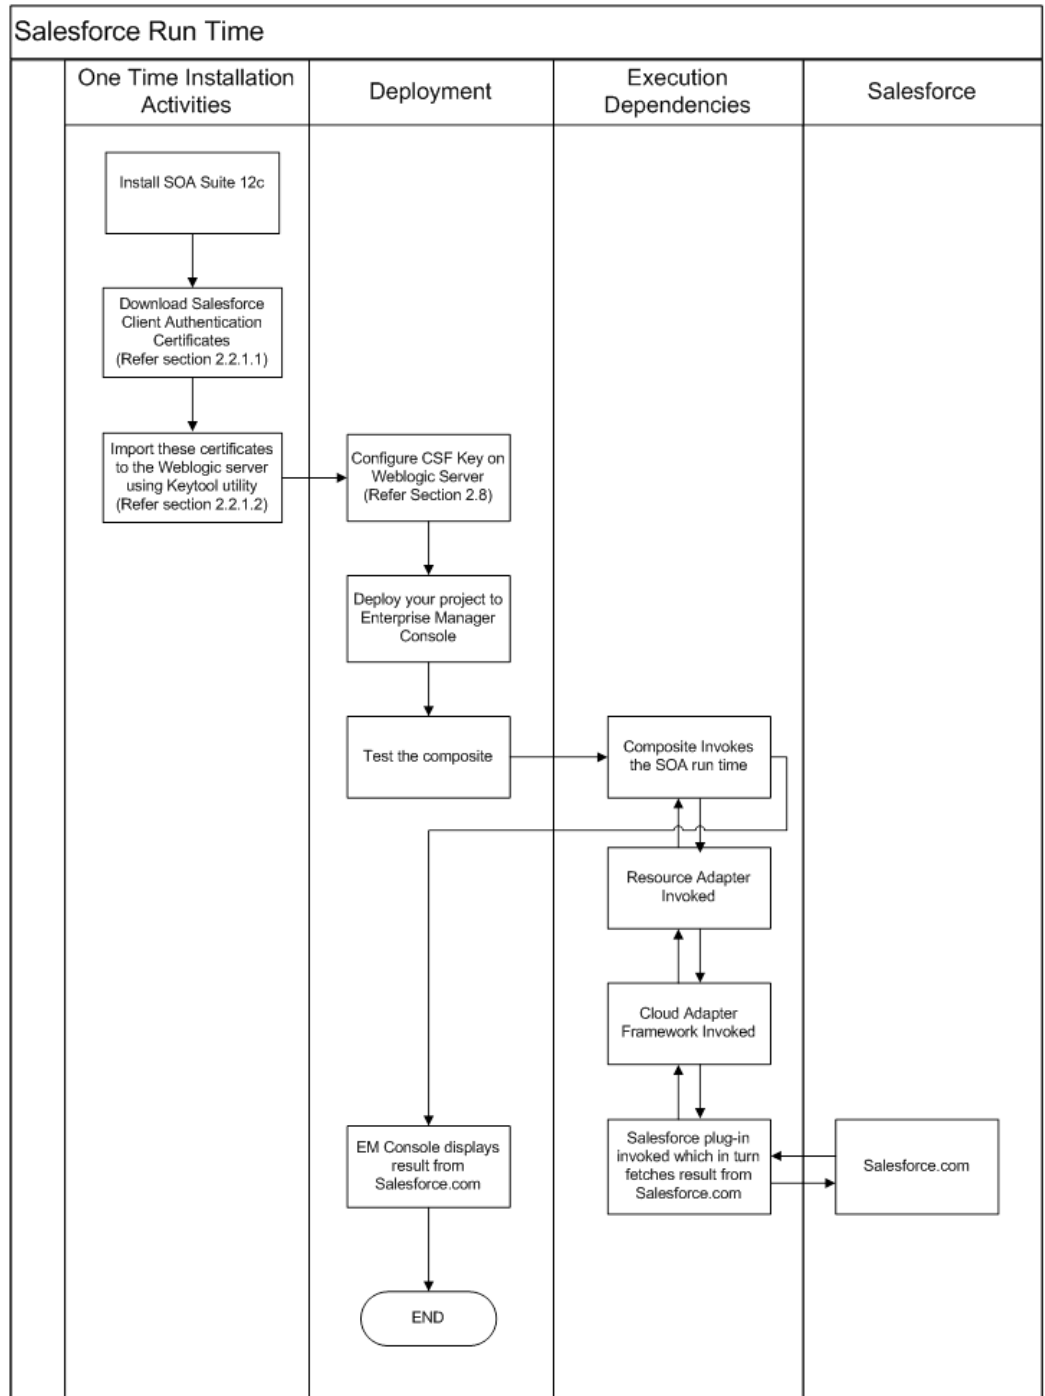 Salesforce Run Time
One Time Installation
Activities
Deployment
Execution
Dependencies
Salesforce
Install SOA Suite 12c
Download Salesforce
Client Authentication
Certificates
(Refer section 2.2.1.1)
Import these certificates
to the Weblogic server
using Keytool utility
(Refer section 2.2.1.2)
Configure CSF Key on
Weblogic Server
(Refer Section 2.8)
Deploy your project to
Enterprise Manager
Console
Test the composite
Composite Invokes
the SOA run time
Resource Adapter
Invoked
Cloud Adapter
Framework Invoked
Salesforce plug-in
invoked which in turn
fetches result from
Salesforce.com
Salesforce.com
EM Console displays
result from
Salesforce.com
END